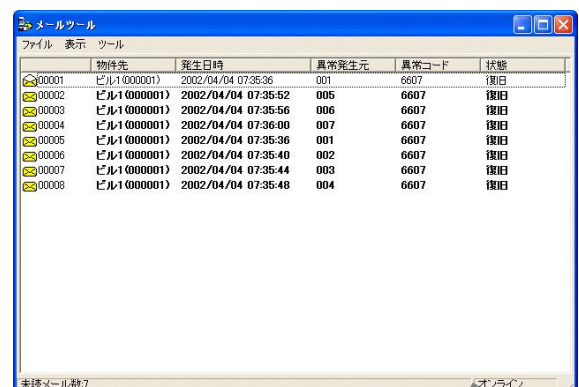 メールツール
ファイル 表示 ツール
物件先 発生日時 異常発生元 異常コード 状態
00001 ビル1(000001) 2002/04/04 07:35:36 001 6607 復旧
00002 ビル1(000001) 2002/04/04 07:35:52 005 6607 復旧
00003 ビル1(000001) 2002/04/04 07:35:56 006 6607 復旧
00004 ビル1(000001) 2002/04/04 07:36:00 007 6607 復旧
00005 ビル1(000001) 2002/04/04 07:35:36 001 6607 復旧
00006 ビル1(000001) 2002/04/04 07:35:40 002 6607 復旧
00007 ビル1(000001) 2002/04/04 07:35:44 003 6607 復旧
00008 ビル1(000001) 2002/04/04 07:35:48 004 6607 復旧
未読メール数:7 オンライン